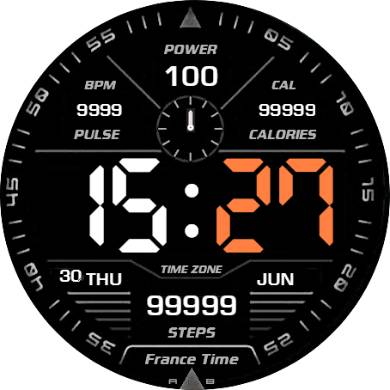 POWER
100
BPM
9999
PULSE
CAL
99999
CALORIES
15:27
TIME ZONE
30 THU
JUN
99999
STEPS
France Time
A B
55
05
50
10
45
15
40
20
35
25